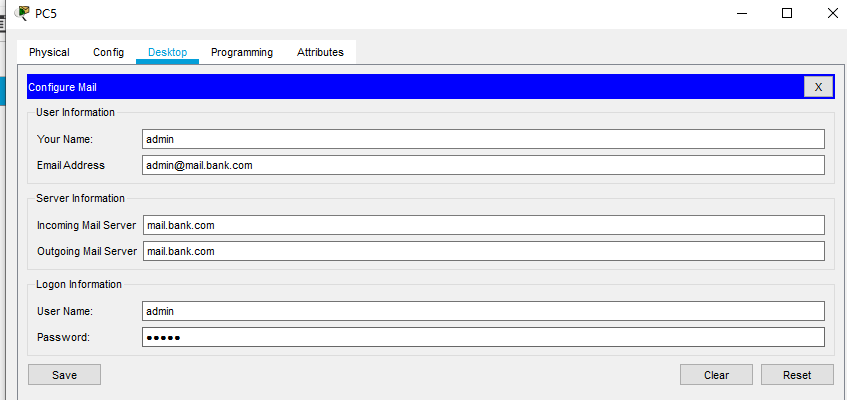 PC5
Physical Config Desktop Programming Attributes
Configure Mail X
User Information
Your Name: admin
Email Address admin@mail.bank.com
Server Information
Incoming Mail Server mail.bank.com
Outgoing Mail Server mail.bank.com
Logon Information
User Name: admin
Password: •••••
Save Clear Reset